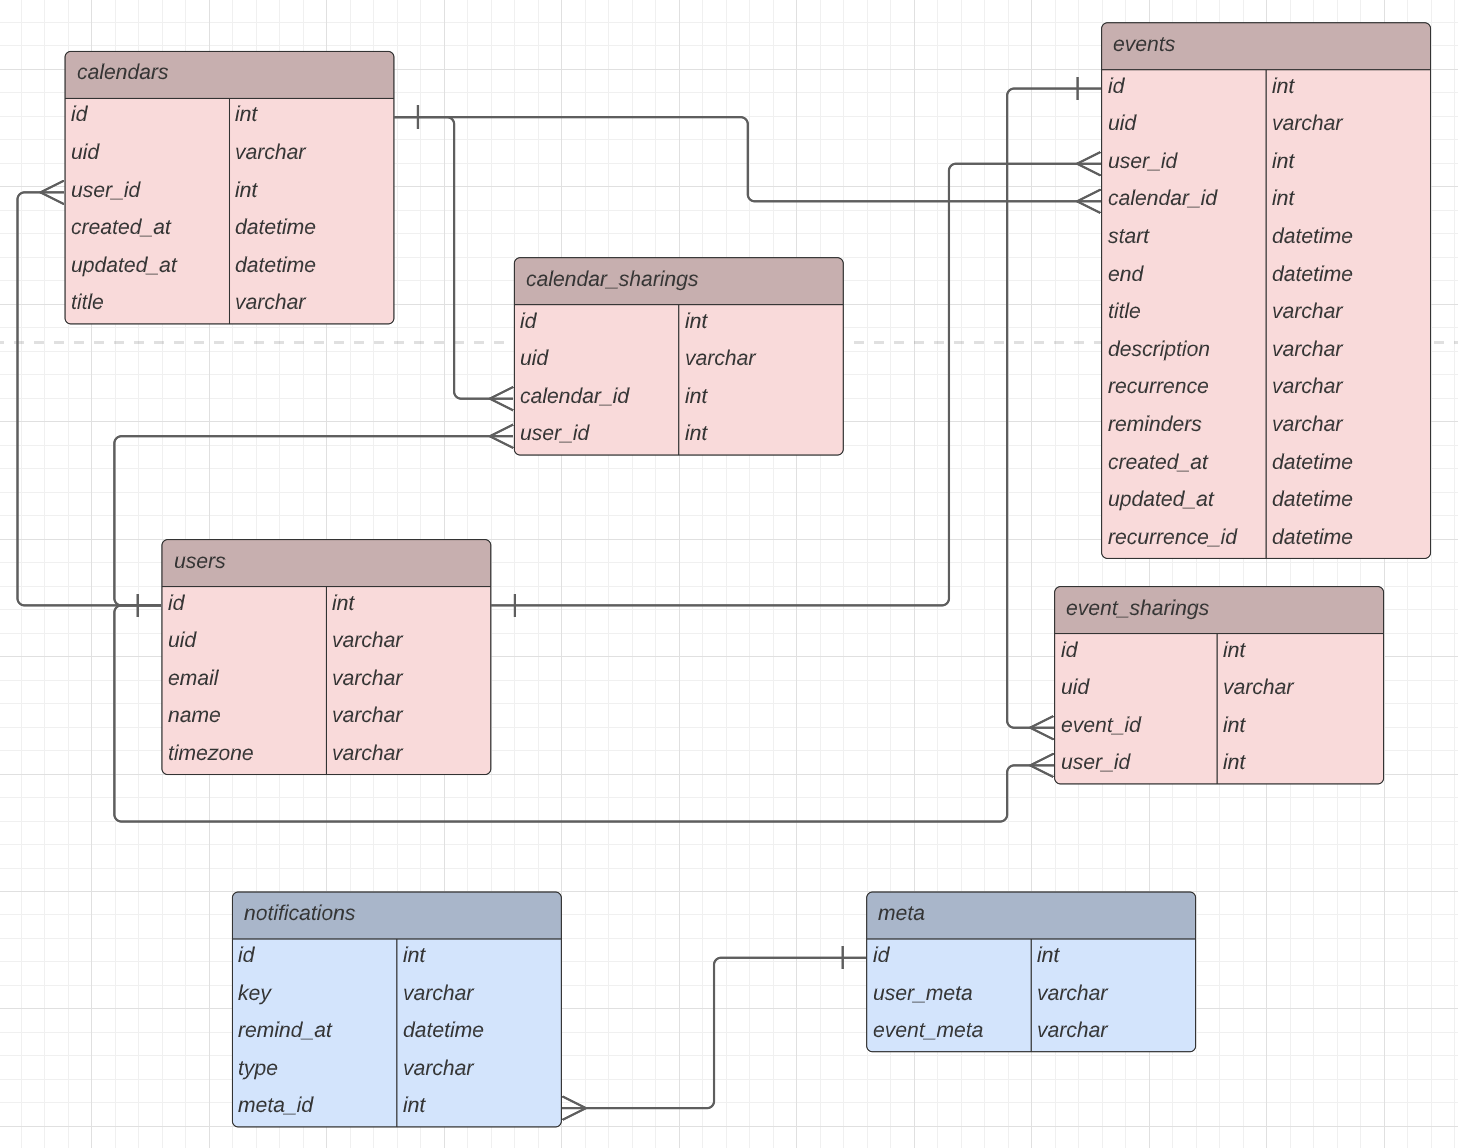 calendars
id int
uid varchar
user_id int
created_at datetime
updated_at datetime
title varchar
events
id int
uid varchar
user_id int
calendar_id int
start datetime
end datetime
title varchar
description varchar
recurrence varchar
reminders varchar
created_at datetime
updated_at datetime
recurrence_id datetime
calendar_sharings
id int
uid varchar
calendar_id int
user_id int
users
id int
uid varchar
email varchar
name varchar
timezone varchar
event_sharings
id int
uid varchar
event_id int
user_id int
notifications
id int
key varchar
remind_at datetime
type varchar
meta_id int
meta
id int
user_meta varchar
event_meta varchar